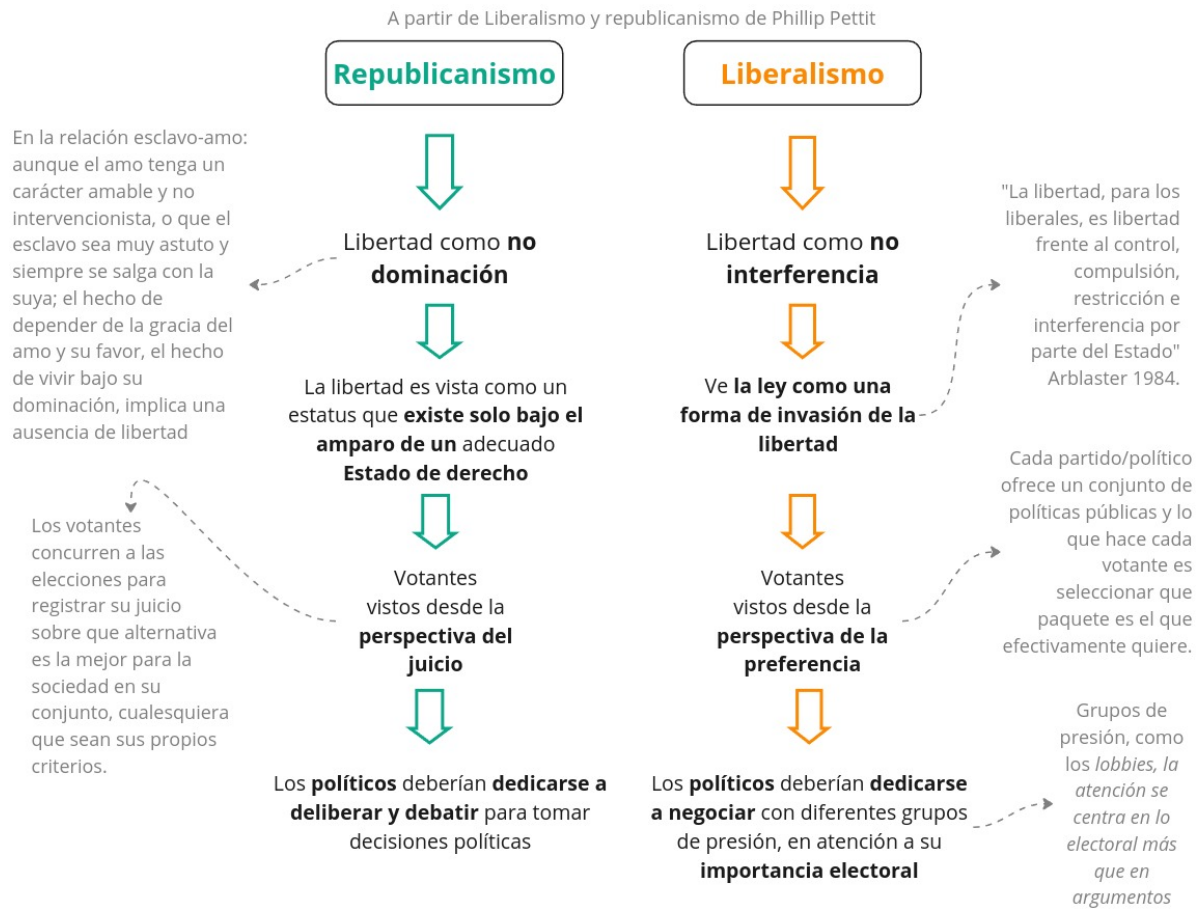 A partir de Liberalismo y republicanismo de Phillip Pettit
Republicanismo
Liberalismo
En la relación esclavo-amo:
aunque el amo tenga un
carácter amable y no
intervencionista, o que el
esclavo sea muy astuto y
siempre se salga con la
suya; el hecho de
depender de la gracia del
amo y su favor, el hecho
de vivir bajo su
dominación, implica una
ausencia de libertad
Libertad como no
dominación
Libertad como no
interferencia
"La libertad, para los
liberales, es libertad
frente al control,
compulsión,
restricción e
interferencia por
parte del Estado"
Arblaster 1984.
La libertad es vista como un
estatus que existe solo bajo el
amparo de un adecuado
Estado de derecho
Ve la ley como una
forma de invasión de la
libertad
Los votantes
concurren a las
elecciones para
registrar su juicio
sobre que alternativa
es la mejor para la
sociedad en su
conjunto, cualesquiera
que sean sus propios
criterios.
Votantes
vistos desde la
perspectiva del
juicio
Votantes
vistos desde la
perspectiva de la
preferencia
Cada partido/político
ofrece un conjunto de
políticas públicas y lo
que hace cada
votante es
seleccionar que
paquete es el que
efectivamente quiere.
Los políticos deberían dedicarse a
deliberar y debatir para tomar
decisiones políticas
Los políticos deberían dedicarse
a negociar con diferentes grupos
de presión, en atención a su
importancia electoral
Grupos de
presión, como
los lobbies, la
atención se
centra en lo
electoral más
que en
argumentos